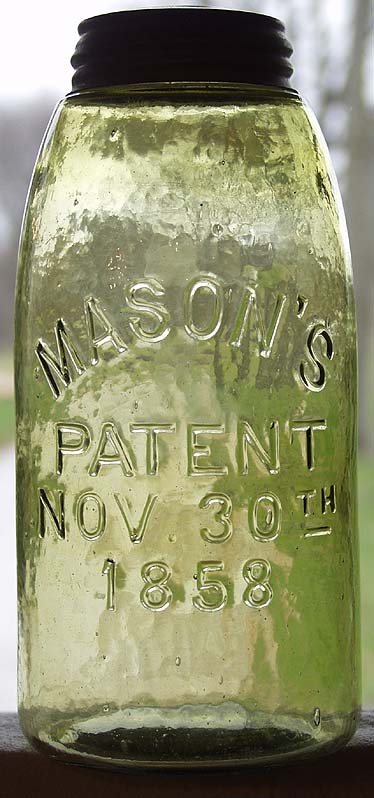 MASON'S
PATENT
NOV. 30TH
1858